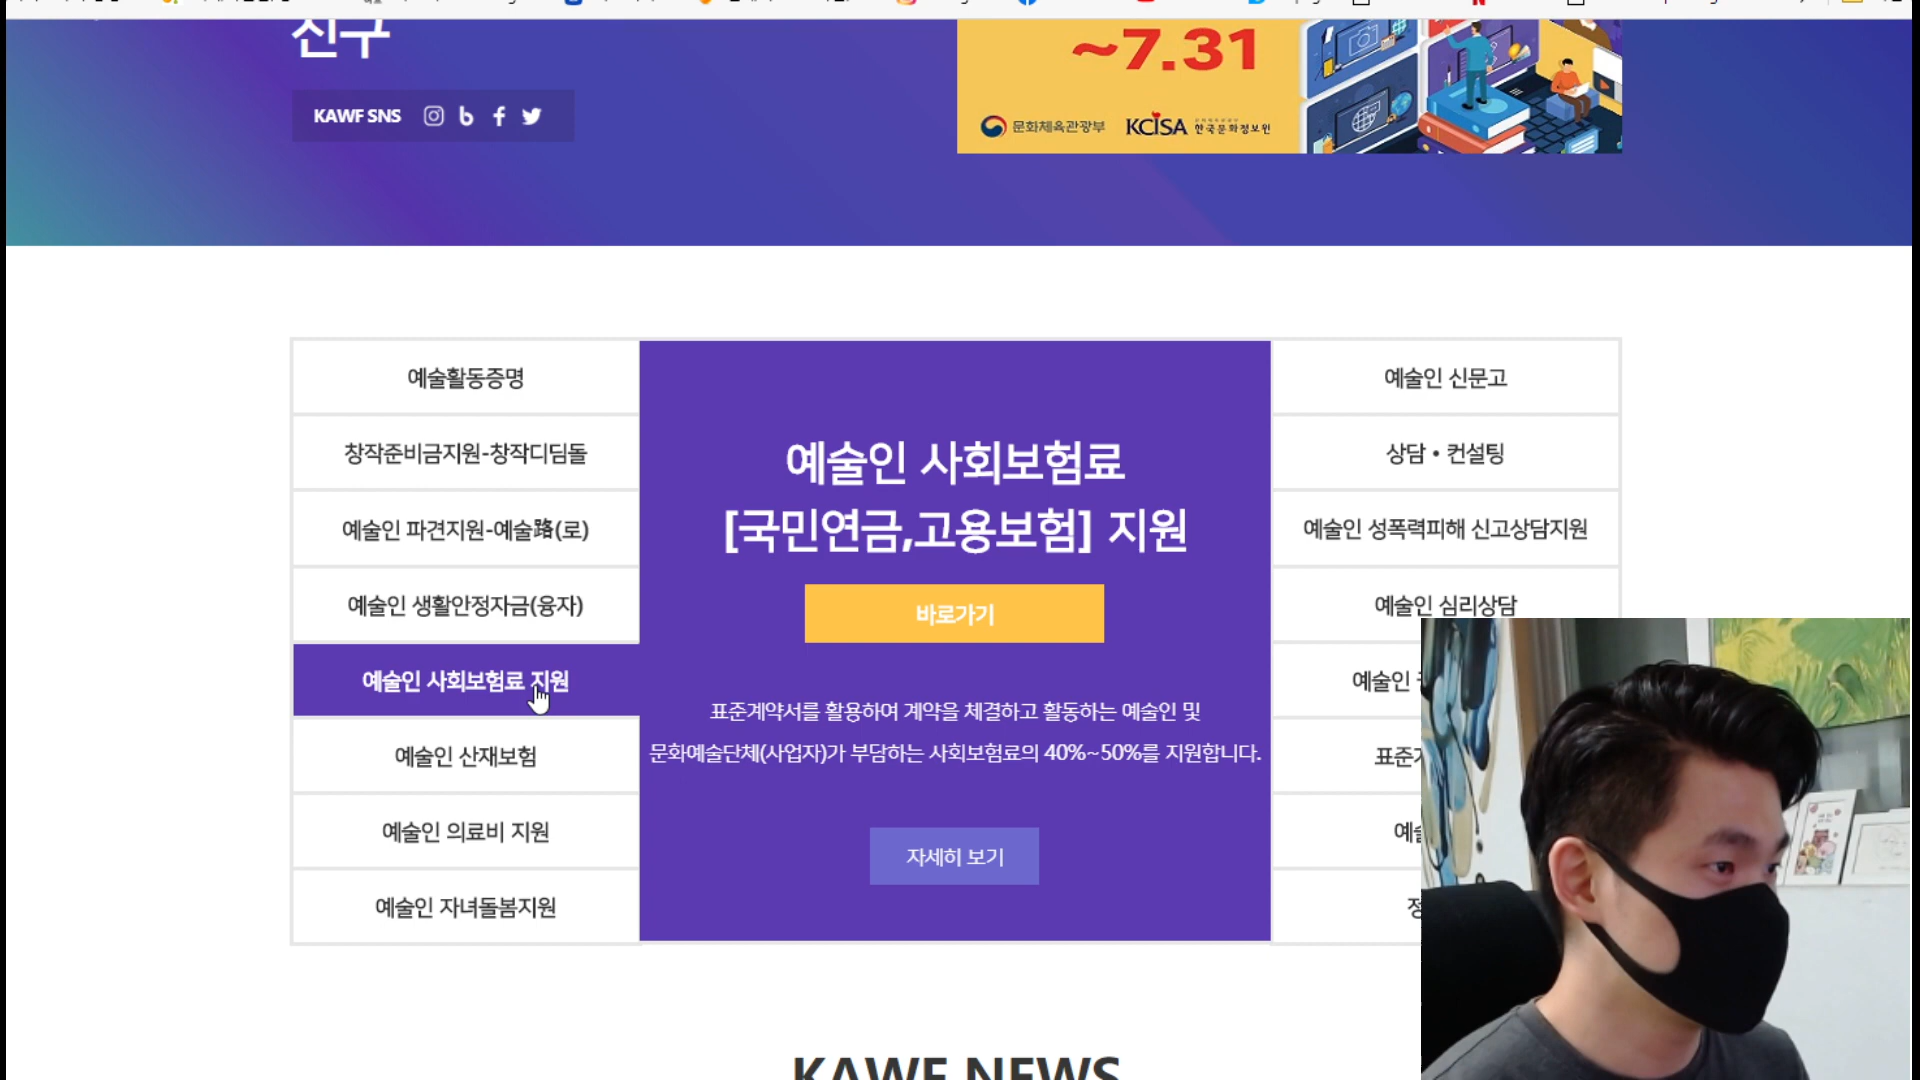 친구
KAWF SNS
~7.31
문화체육관광부
KCISA 한국문화정보원
예술활동증명
창작준비금지원-창작디딤돌
예술인 파견지원-예술路(로)
예술인 생활안정자금(융자)
예술인 사회보험료 지원
예술인 산재보험
예술인 의료비 지원
예술인 자녀돌봄지원
예술인 사회보험료
[국민연금,고용보험] 지원
바로가기
표준계약서를 활용하여 계약을 체결하고 활동하는 예술인 및
문화예술단체(사업자)가 부담하는 사회보험료의 40%~50%를 지원합니다.
자세히 보기
예술인 신문고
상담 • 컨설팅
예술인 성폭력피해 신고상담지원
예술인 심리상담
예술인
KAWF NEWS